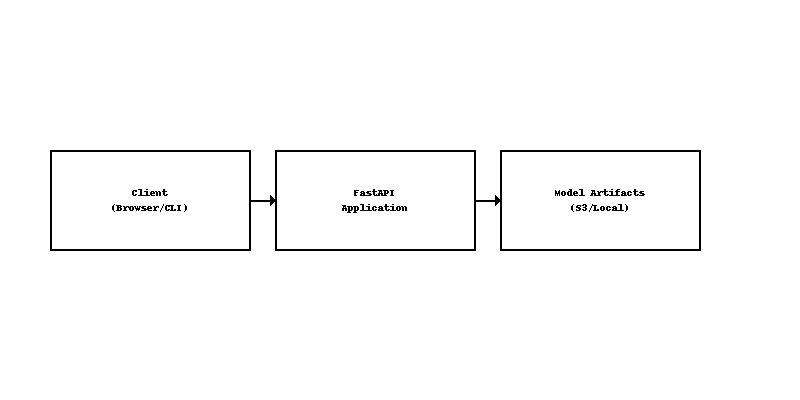 Client
(Browser/CLI)
FastAPI
Application
Model Artifacts
(S3/Local)